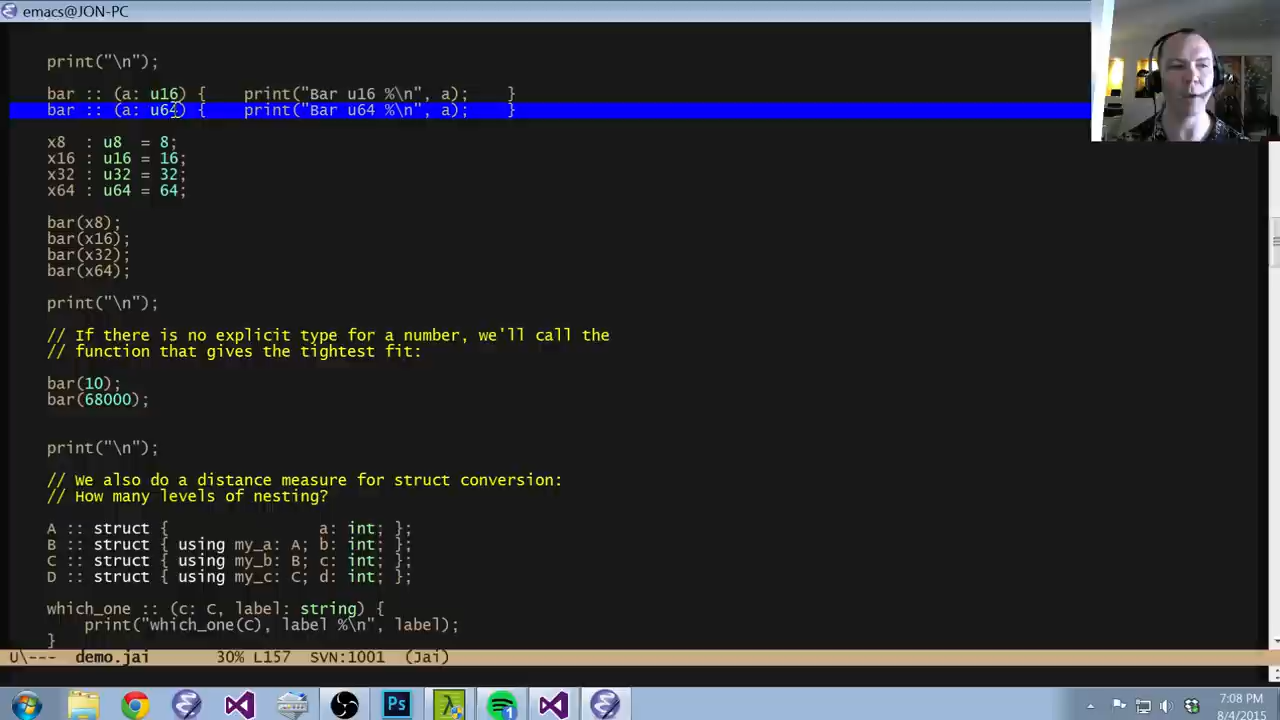 emacs@JON-PC
print("\n");
bar :: (a: u16) {    print("Bar u16 %\n", a);    }
bar :: (a: u64) {    print("Bar u64 %\n", a);    }
x8  : u8  = 8;
x16 : u16 = 16;
x32 : u32 = 32;
x64 : u64 = 64;
bar(x8);
bar(x16);
bar(x32);
bar(x64);
print("\n");
// If there is no explicit type for a number, we'll call the
// function that gives the tightest fit:
bar(10);
bar(68000);
print("\n");
// We also do a distance measure for struct conversion:
// How many levels of nesting?
A :: struct {                a: int; };
B :: struct { using my_a: A; b: int; };
C :: struct { using my_b: B; c: int; };
D :: struct { using my_c: C; d: int; };
which_one :: (c: C, label: string) {
    print("which_one(C), label %\n", label);
}
U\---  demo.jai       30% L157  SVN:1001  (Jai)
Ps
1
7:08 PM
8/4/2015